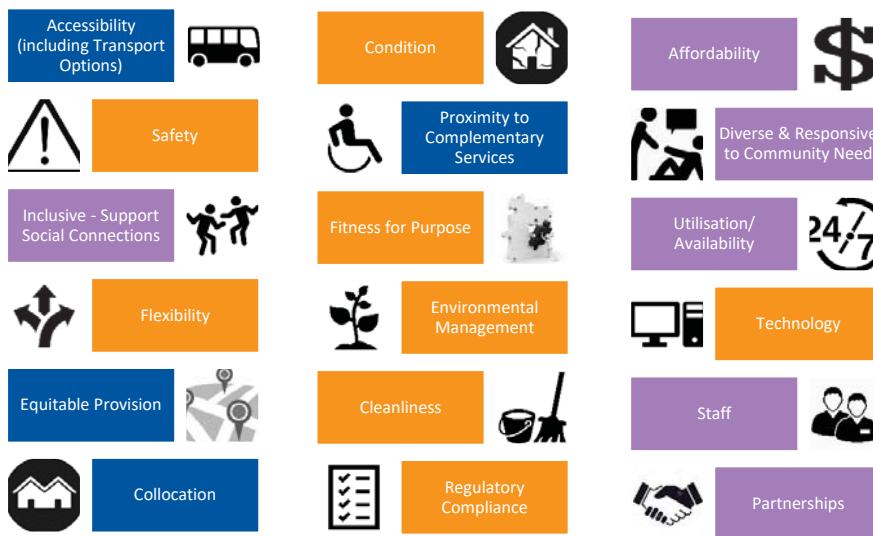 Accessibility
(including Transport
Options)
Safety
Inclusive - Support
Social Connections
Flexibility
Equitable Provision
Collocation
Condition
Proximity to
Complementary
Services
Fitness for Purpose
Environmental
Management
Cleanliness
Regulatory
Compliance
Affordability
$
Diverse & Responsive
to Community Need
Utilisation/
Availability
24/7
Technology
Staff
Partnerships